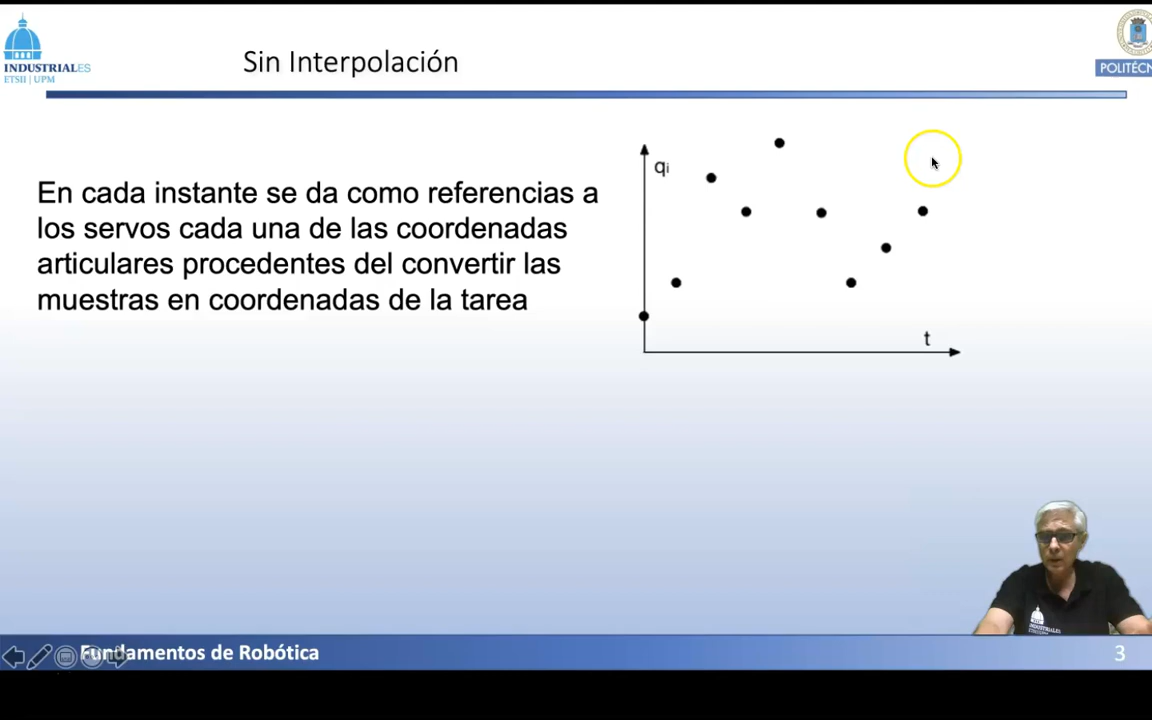 INDUSTRIALES
ETSII | UPM
Sin Interpolación
POLITÉCN
En cada instante se da como referencias a
los servos cada una de las coordenadas
articulares procedentes del convertir las
muestras en coordenadas de la tarea
qi
t
INDUSTRIALES
Fundamentos de Robótica
3